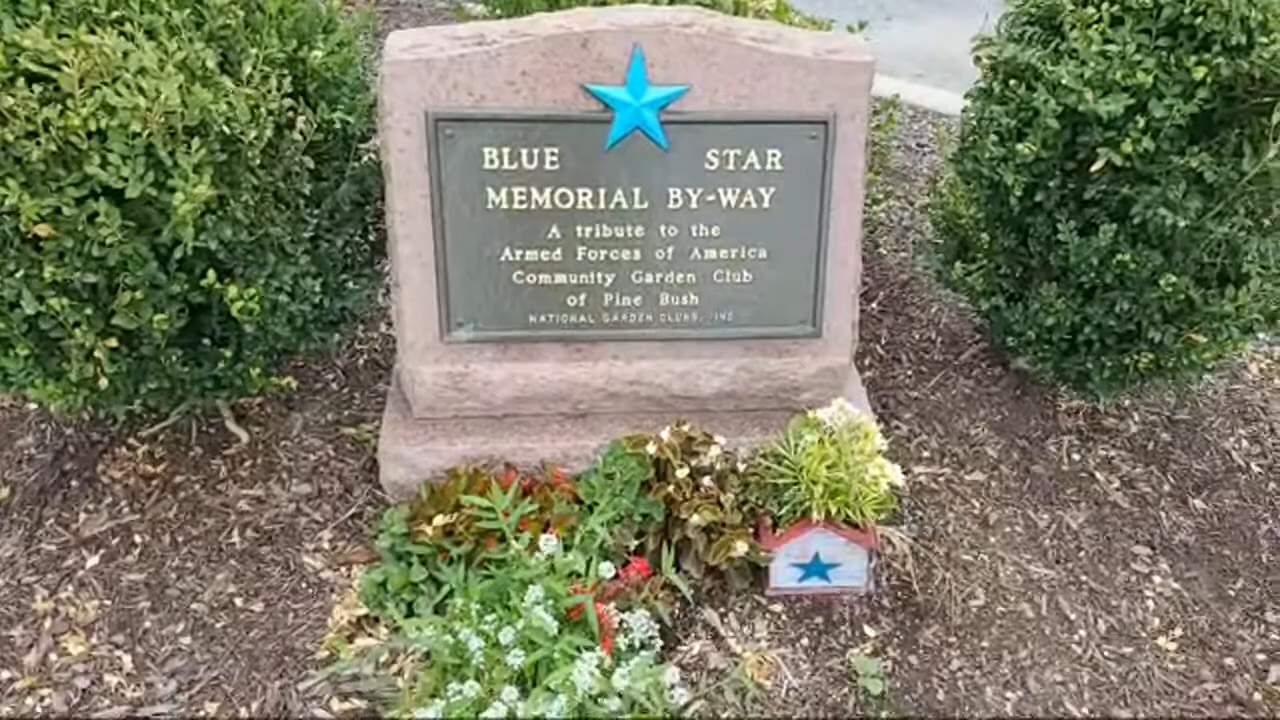 BLUE STAR
MEMORIAL BY-WAY
A tribute to the
Armed Forces of America
Community Garden Club
of Pine Bush
NATIONAL GARDEN CLUBS, INC